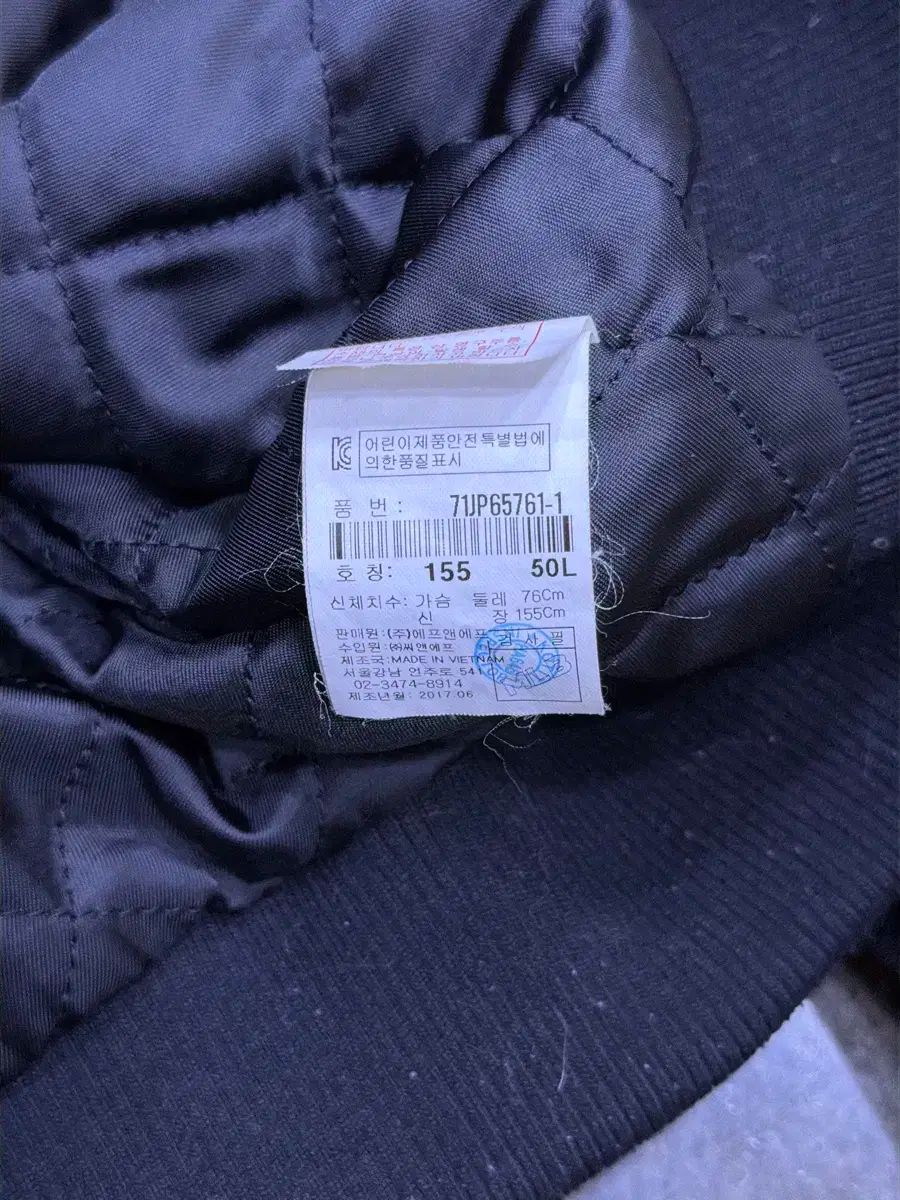 어린이제품안전특별법에
의한품질표시
품 번 : 71JP65761-1
호 칭: 155 50L
신체치수: 가슴 둘레 76Cm
신 장 155Cm
판매원 : (주)에프앤에프
검 사 필
수입원 : ㈜씨앤에프
제조국: MADE IN VIETNAM
서울강남 언주로 541
02-3474-8914
제조년월 : 2017.06